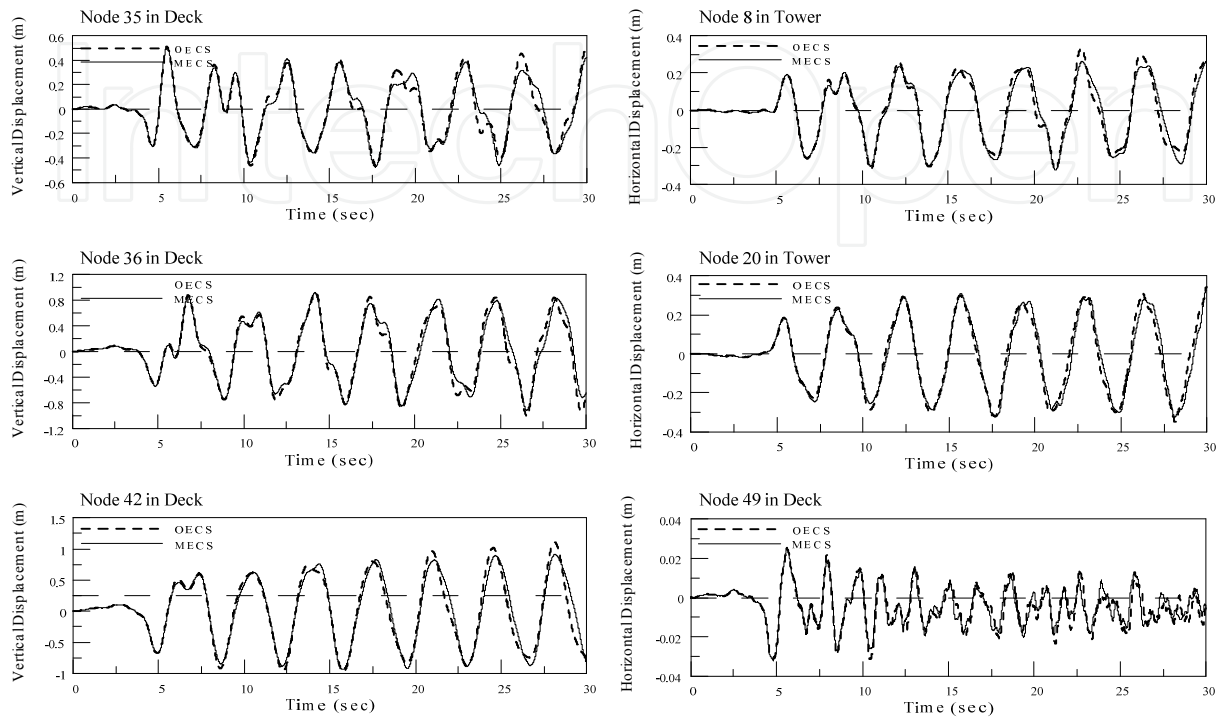 Node 35 in Deck
Vertical Displacement (m)
0.6
0.4
0.2
0
-0.2
-0.4
-0.6
OECS
MECS
0
5
10
15
20
25
30
Time (sec)
Node 8 in Tower
Horizontal Displacement (m)
0.4
0.2
0
-0.2
-0.4
OECS
MECS
0
5
10
15
20
25
30
Time (sec)
Node 36 in Deck
Vertical Displacement (m)
1.2
0.8
0.4
0
-0.4
-0.8
-1.2
OECS
MECS
0
5
10
15
20
25
30
Time (sec)
Node 20 in Tower
Horizontal Displacement (m)
0.4
0.2
0
-0.2
-0.4
OECS
MECS
0
5
10
15
20
25
30
Time (sec)
Node 42 in Deck
Vertical Displacement (m)
1.5
1
0.5
0
-0.5
-1
OECS
MECS
0
5
10
15
20
25
30
Time (sec)
Node 49 in Deck
Horizontal Displacement (m)
0.04
0.02
0
-0.02
-0.04
OECS
MECS
0
5
10
15
20
25
30
Time (sec)
IntechOpen